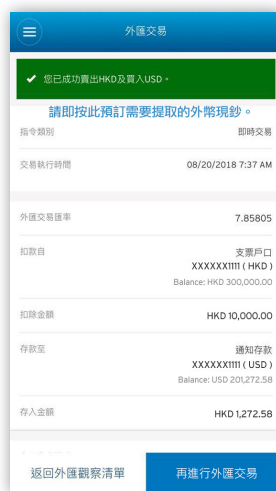 外匯交易
您已成功賣出HKD及買入USD。
請即按此預訂需要提取的外幣現鈔。
指令類別 即時交易
交易執行時間 08/20/2018 7:37 AM
外匯交易匯率 7.85805
扣款自 支票戶口
XXXXXX1111 ( HKD )
Balance: HKD 300,000.00
扣除金額 HKD 10,000.00
存款至 通知存款
XXXXXX1111 ( USD )
Balance: USD 201,272.58
存入金額 HKD 1,272.58
返回外匯觀察清單 再進行外匯交易